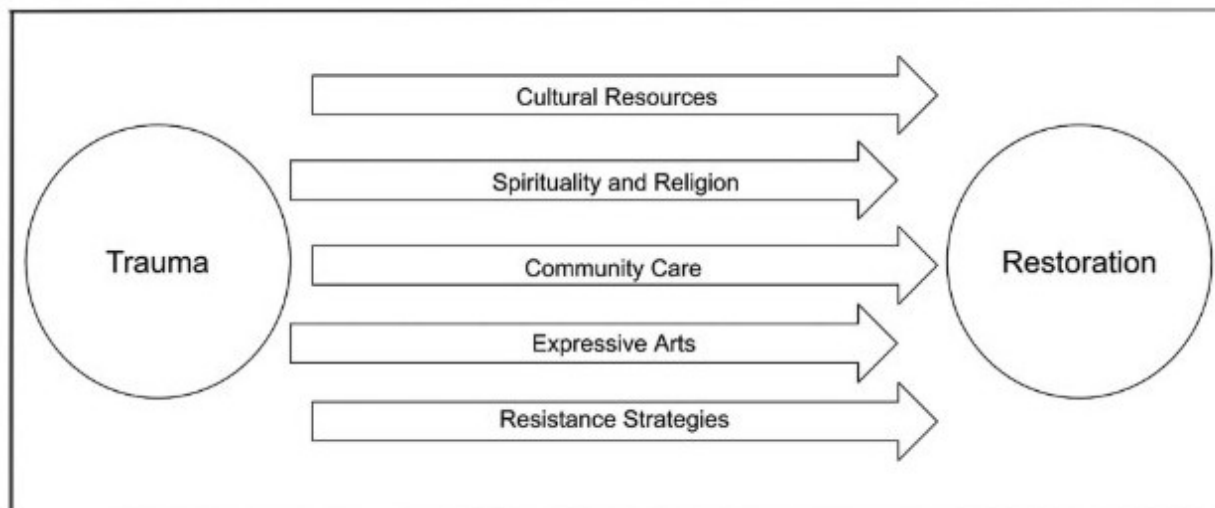 Cultural Resources
Spirituality and Religion
Trauma
Community Care
Restoration
Expressive Arts
Resistance Strategies